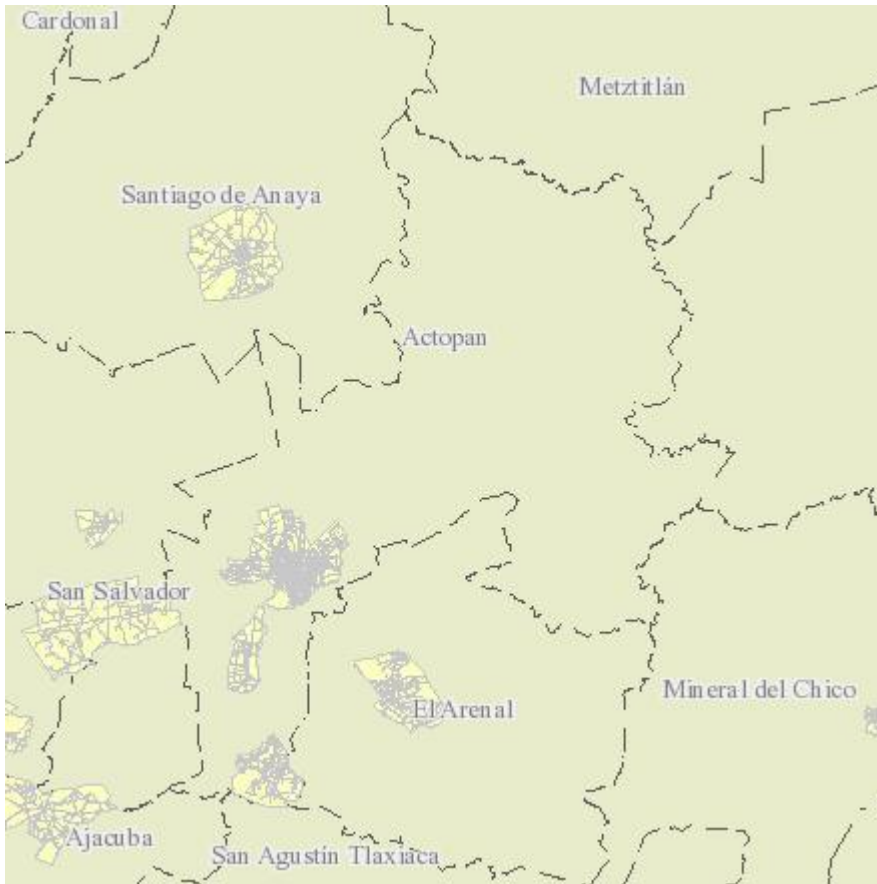 Cardonal
Metztitlán
Santiago de Anaya
Actopan
San Salvador
Mineral del Chico
El Arenal
Ajacuba
San Agustín Tlaxiaca